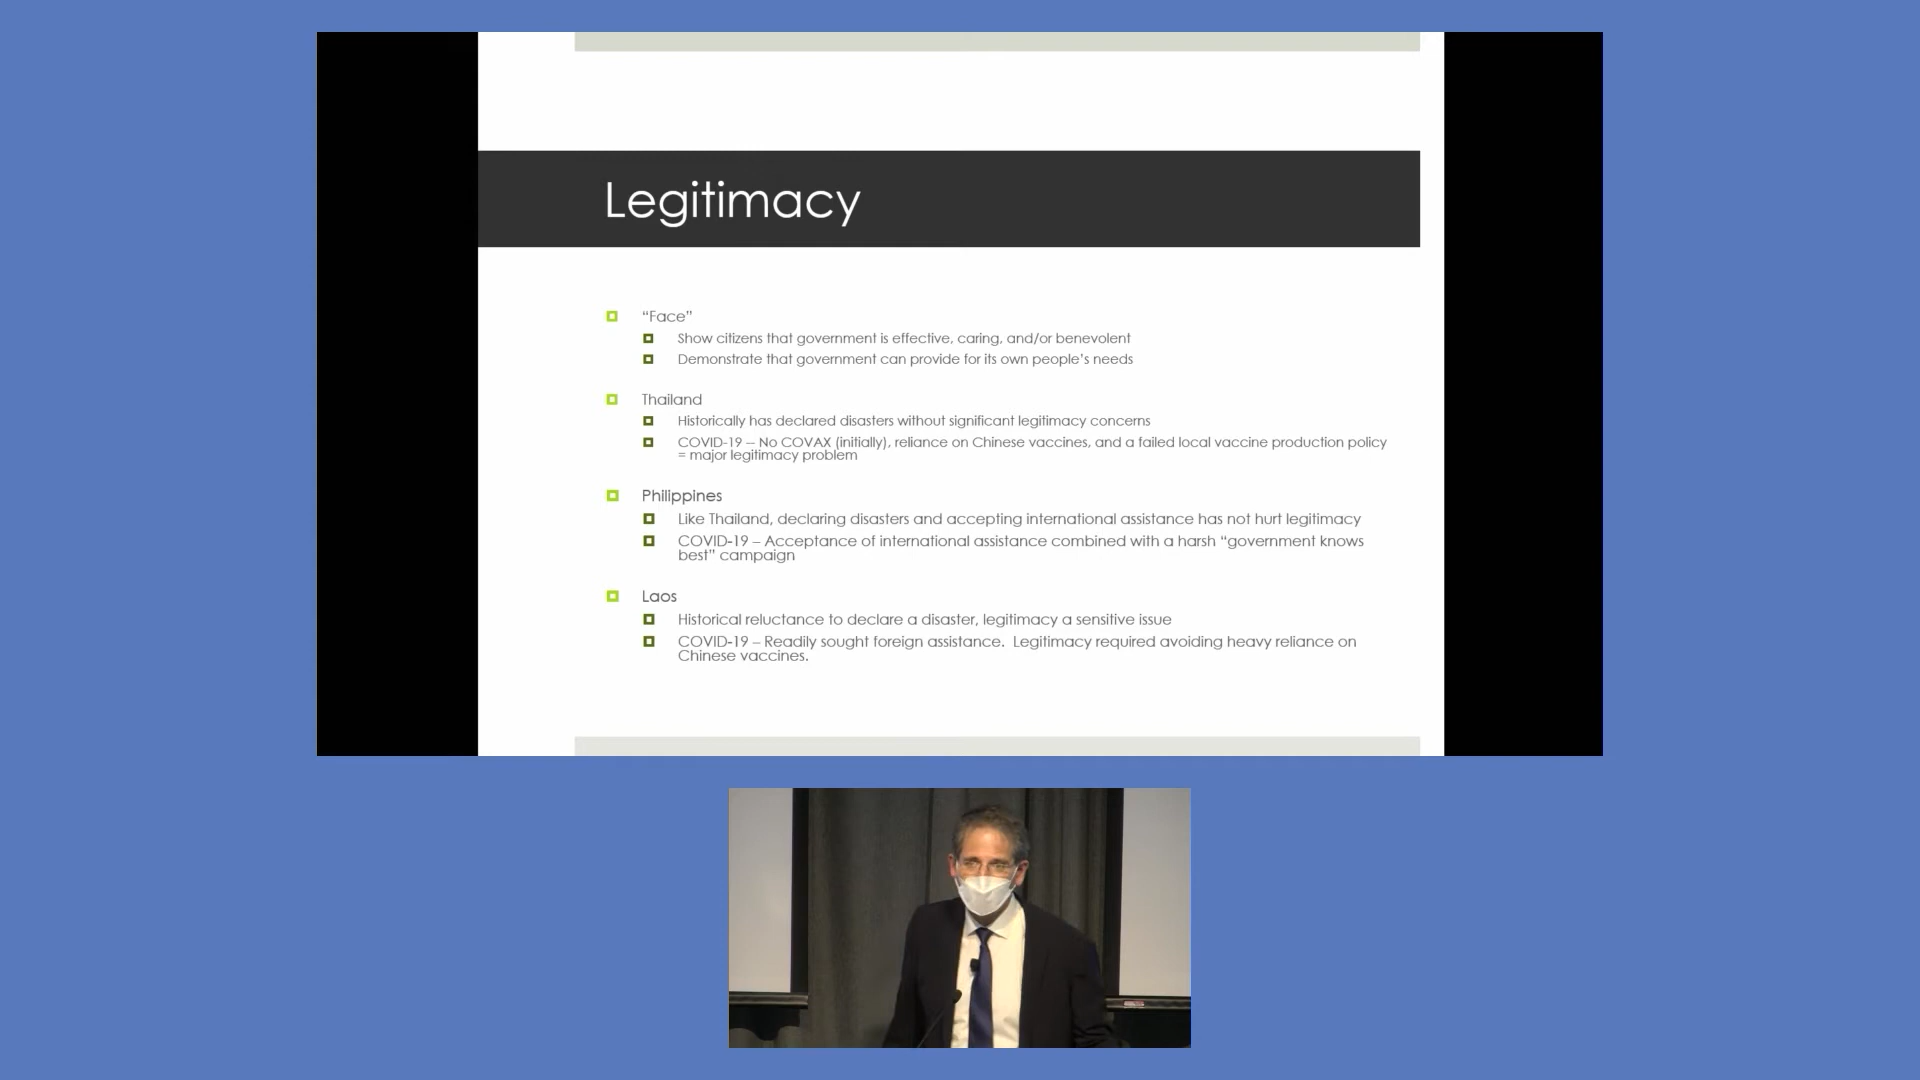 Legitimacy
“Face”
Show citizens that government is effective, caring, and/or benevolent
Demonstrate that government can provide for its own people’s needs
Thailand
Historically has declared disasters without significant legitimacy concerns
COVID-19 – No COVAX (initially), reliance on Chinese vaccines, and a failed local vaccine production policy
= major legitimacy problem
Philippines
Like Thailand, declaring disasters and accepting international assistance has not hurt legitimacy
COVID-19 – Acceptance of international assistance combined with a harsh “government knows
best” campaign
Laos
Historical reluctance to declare a disaster, legitimacy a sensitive issue
COVID-19 – Readily sought foreign assistance.  Legitimacy required avoiding heavy reliance on
Chinese vaccines.